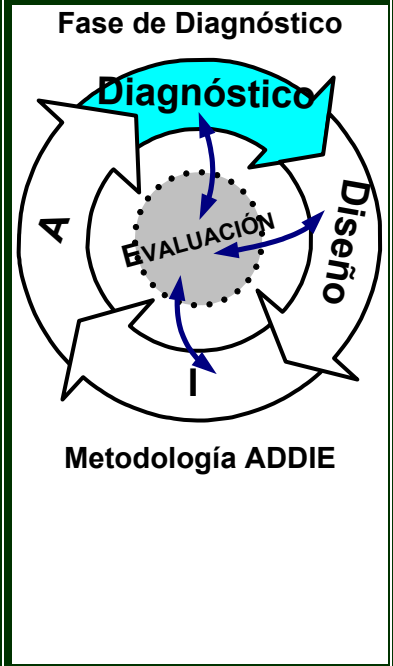 Fase de Diagnóstico
Diagnóstico
Diseño
A
EVALUACIÓN
I
Metodología ADDIE